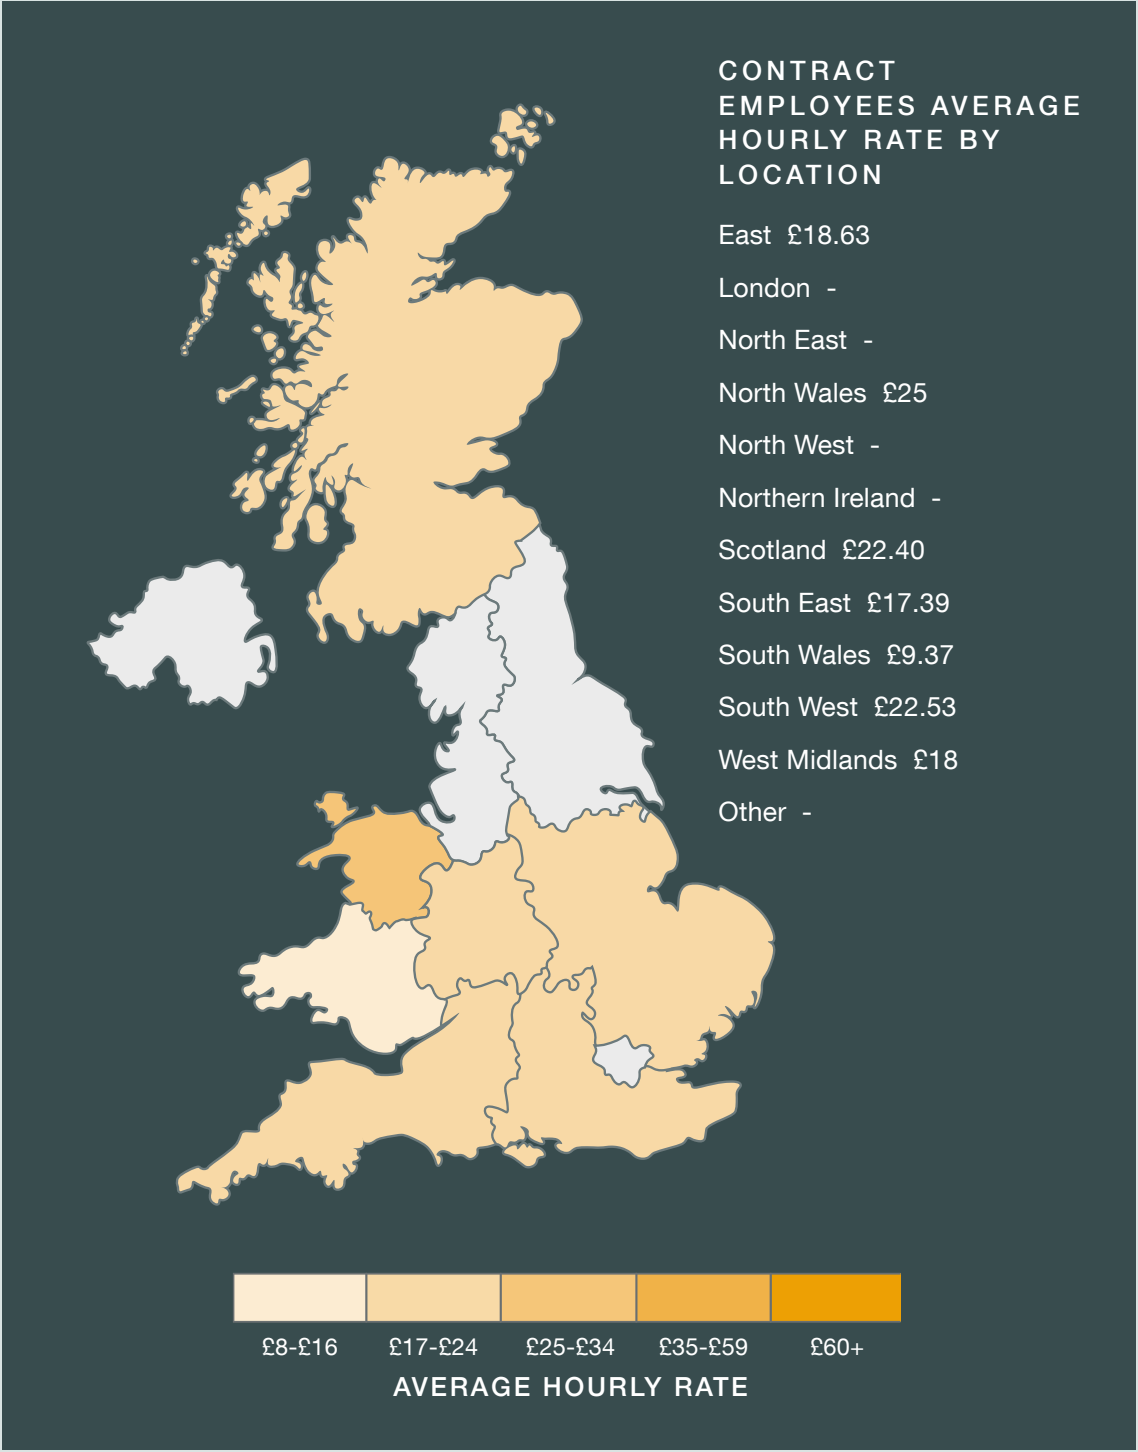 CONTRACT
EMPLOYEES AVERAGE
HOURLY RATE BY
LOCATION
East £18.63
London -
North East -
North Wales £25
North West -
Northern Ireland -
Scotland £22.40
South East £17.39
South Wales £9.37
South West £22.53
West Midlands £18
Other -
£8-£16 £17-£24 £25-£34 £35-£59 £60+
AVERAGE HOURLY RATE